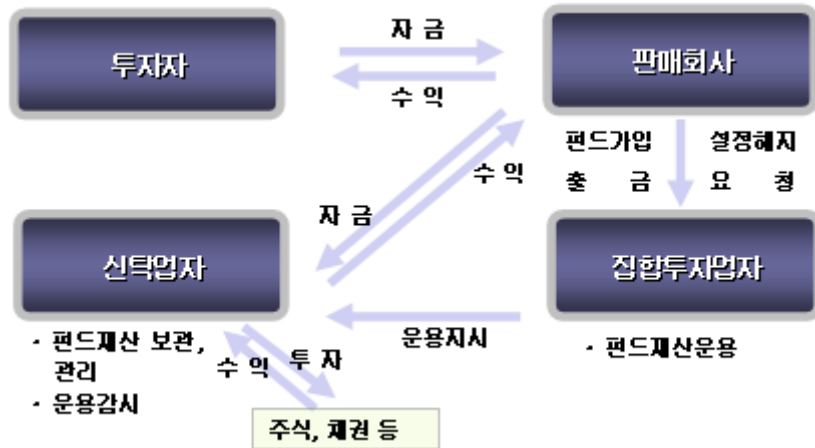 투자자
자 금
수 익
판매회사
펀드가입 설정해지
출 금 요 청
수 익
자 금
신탁업자
집합투자업자
· 펀드재산 보관,
관리
· 운용감시
수 익
투 자
운용지시
· 펀드재산운용
주식, 채권 등